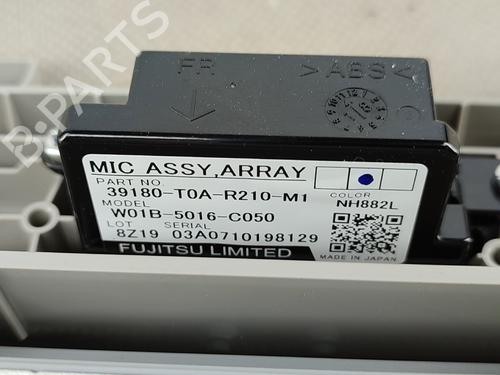 FR
>ABS<
MIC ASSY,ARRAY
PART NO.
39180-T0A-R210-M1
COLOR
MODEL
NH882L
W01B-5016-C050
LOT SERIAL
8Z19 03A0710198129
FUJITSU LIMITED
MADE IN JAPAN
B-PARTS